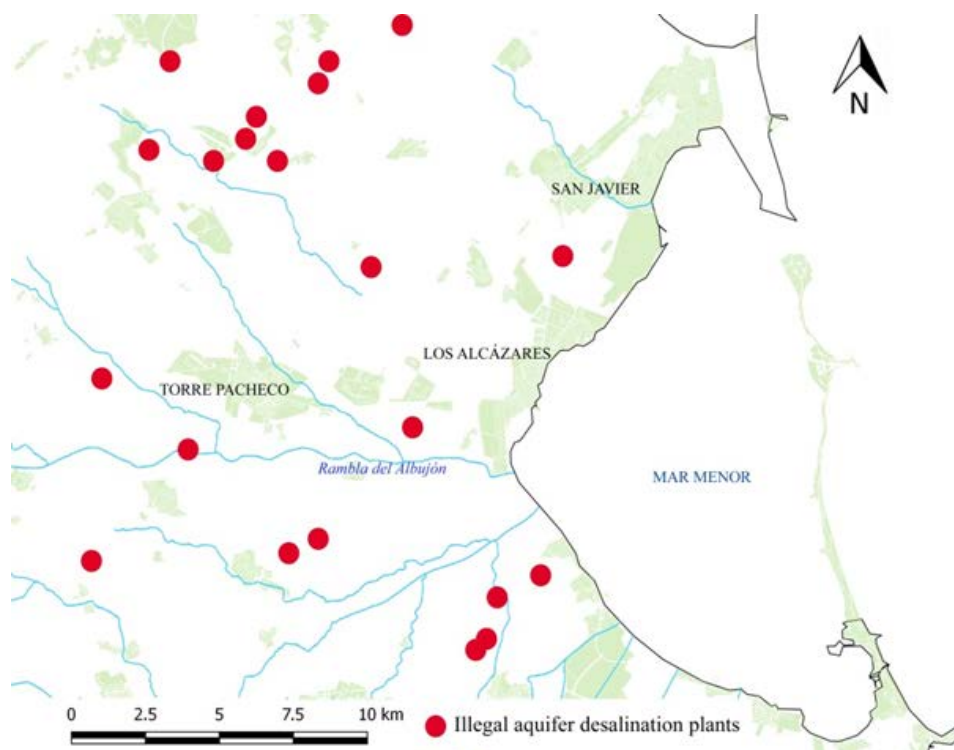 N
SAN JAVIER
LOS ALCÁZARES
TORRE PACHECO
Rambla del Albujón
MAR MENOR
0 2.5 5 7.5 10 km
Illegal aquifer desalination plants